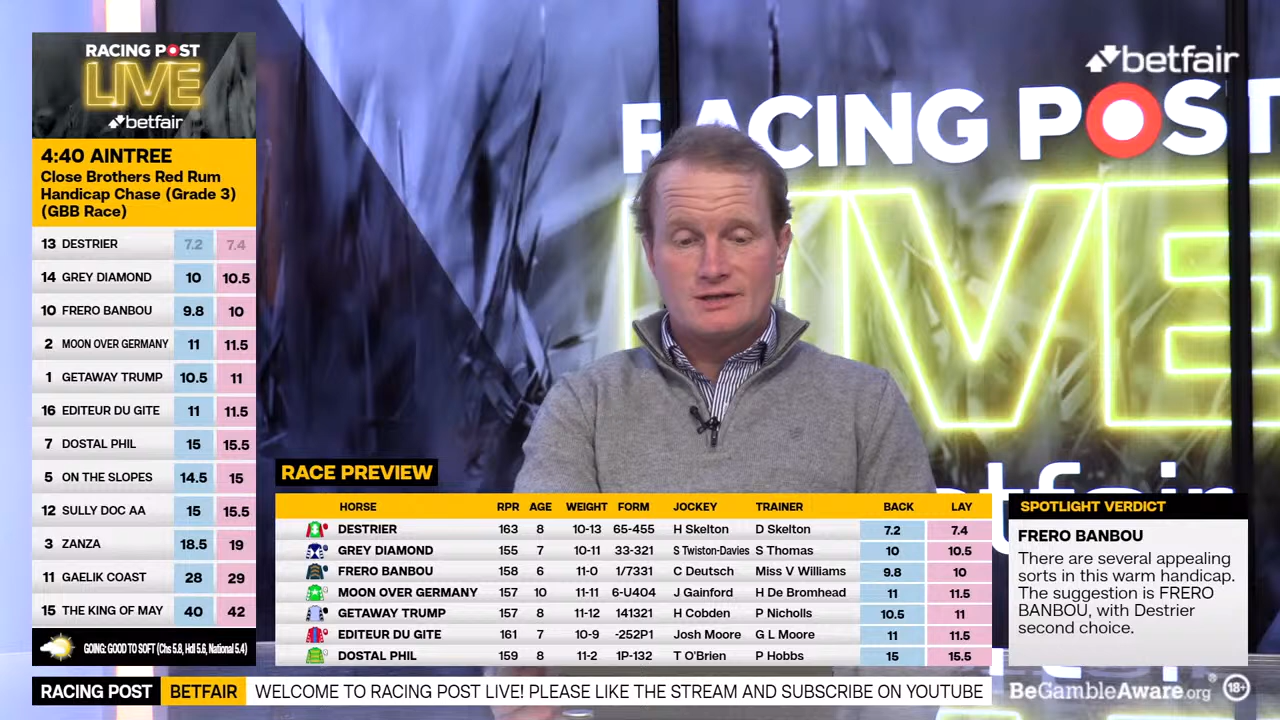 RACING POST
LIVE
betfair
4:40 AINTREE
Close Brothers Red Rum
Handicap Chase (Grade 3)
(GBB Race)
13 DESTRIER 7.2 7.4
14 GREY DIAMOND 10 10.5
10 FRERO BANBOU 9.8 10
2 MOON OVER GERMANY 11 11.5
1 GETAWAY TRUMP 10.5 11
16 EDITEUR DU GITE 11 11.5
7 DOSTAL PHIL 15 15.5
5 ON THE SLOPES 14.5 15
12 SULLY DOC AA 15 15.5
3 ZANZA 18.5 19
11 GAELIK COAST 28 29
15 THE KING OF MAY 40 42
GOING: GOOD TO SOFT (Chs 5.8, Hdl 5.6, National 5.4)
betfair
RACING POST
LIVE
betfair
RACE PREVIEW
HORSE RPR AGE WEIGHT FORM JOCKEY TRAINER BACK LAY
DESTRIER 163 8 10-13 65-455 H Skelton D Skelton 7.2 7.4
GREY DIAMOND 155 7 10-11 33-321 S Twiston-Davies S Thomas 10 10.5
FRERO BANBOU 158 6 11-0 1/7331 C Deutsch Miss V Williams 9.8 10
MOON OVER GERMANY 157 10 11-11 6-U404 J Gainford H De Bromhead 11 11.5
GETAWAY TRUMP 157 8 11-12 141321 H Cobden P Nicholls 10.5 11
EDITEUR DU GITE 161 7 10-9 -252P1 Josh Moore G L Moore 11 11.5
DOSTAL PHIL 159 8 11-2 1P-132 T O'Brien P Hobbs 15 15.5
SPOTLIGHT VERDICT
FRERO BANBOU
There are several appealing
sorts in this warm handicap.
The suggestion is FRERO
BANBOU, with Destrier
second choice.
RACING POST BETFAIR WELCOME TO RACING POST LIVE! PLEASE LIKE THE STREAM AND SUBSCRIBE ON YOUTUBE
BeGambleAware.org® 18+